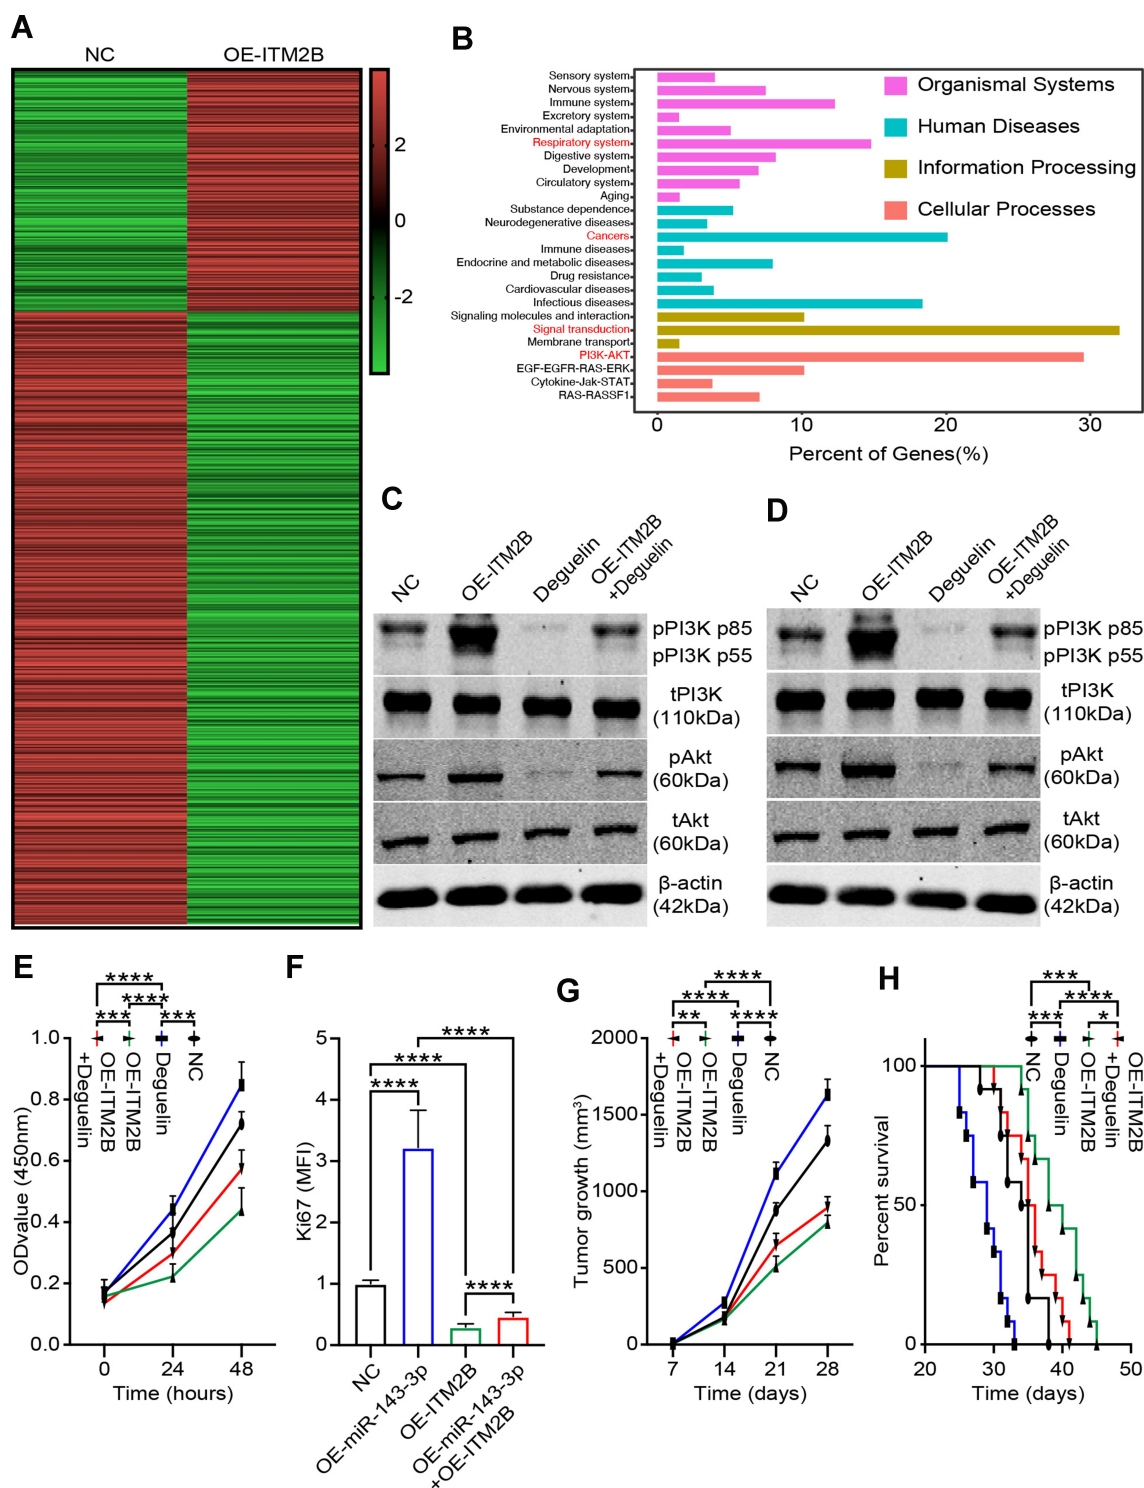 A
NC
OE-ITM2B
2
0
-2
B
Sensory system
Nervous system
Immune system
Excretory system
Environmental adaptation
Respiratory system
Digestive system
Development
Circulatory system
Aging
Substance dependence
Neurodegenerative diseases
Cancers
Immune diseases
Endocrine and metabolic diseases
Drug resistance
Cardiovascular diseases
Infectious diseases
Signaling molecules and interaction
Signal transduction
Membrane transport
PI3K-AKT
EGF-EGFR-RAS-ERK
Cytokine-Jak-STAT
RAS-RASSF1
Organismal Systems
Human Diseases
Information Processing
Cellular Processes
0
10
20
30
Percent of Genes(%)
C
NC
OE-ITM2B
Deguelin
OE-ITM2B
+Deguelin
pPI3K p85
pPI3K p55
tPI3K
(110kDa)
pAkt
(60kDa)
tAkt
(60kDa)
β-actin
(42kDa)
D
NC
OE-ITM2B
Deguelin
OE-ITM2B
+Deguelin
pPI3K p85
pPI3K p55
tPI3K
(110kDa)
pAkt
(60kDa)
tAkt
(60kDa)
β-actin
(42kDa)
E
****
****
***
***
OE-ITM2B
+Deguelin
OE-ITM2B
Deguelin
NC
ODvalue (450nm)
1.0
0.8
0.6
0.4
0.2
0.0
0
24
48
Time (hours)
F
****
****
****
****
Ki67 (MFI)
5
4
3
2
1
0
NC
OE-miR-143-3p
OE-ITM2B
OE-miR-143-3p
+OE-ITM2B
G
****
****
**
****
OE-ITM2B
+Deguelin
OE-ITM2B
Deguelin
NC
Tumor growth (mm³)
2000
1500
1000
500
0
7
14
21
28
Time (days)
H
***
****
***
*
NC
Deguelin
OE-ITM2B
OE-ITM2B
+Deguelin
Percent survival
100
50
0
20
30
40
50
Time (days)